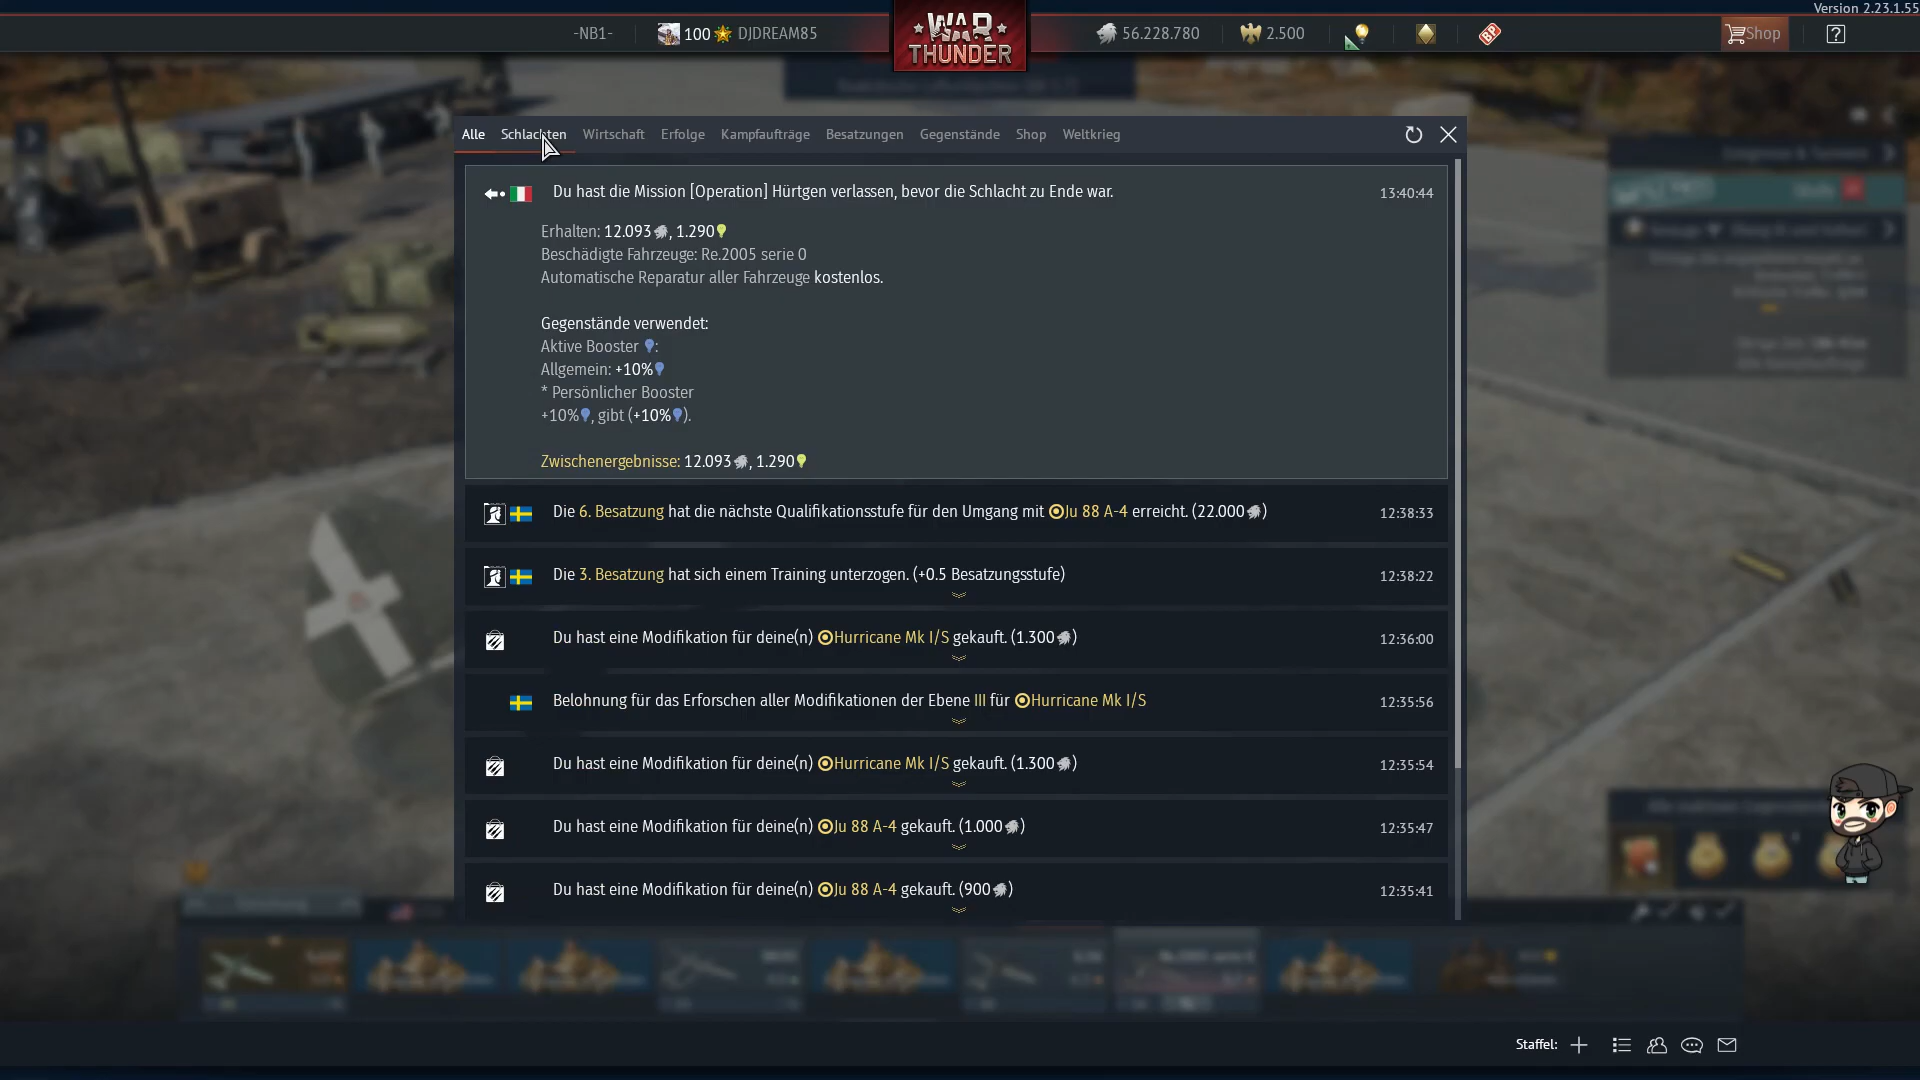 Version 2.23.1.55
-NB1-
100 DJDREAM85
WAR THUNDER
56.228.780
2.500
BP
Shop
?
Alle Schlachten Wirtschaft Erfolge Kampfaufträge Besatzungen Gegenstände Shop Weltkrieg
Du hast die Mission [Operation] Hürtgen verlassen, bevor die Schlacht zu Ende war. 13:40:44
Erhalten: 12.093, 1.290
Beschädigte Fahrzeuge: Re.2005 serie 0
Automatische Reparatur aller Fahrzeuge kostenlos.
Gegenstände verwendet:
Aktive Booster :
Allgemein: +10%
* Persönlicher Booster
+10%, gibt (+10%).
Zwischenergebnisse: 12.093, 1.290
Die 6. Besatzung hat die nächste Qualifikationsstufe für den Umgang mit Ju 88 A-4 erreicht. (22.000) 12:38:33
Die 3. Besatzung hat sich einem Training unterzogen. (+0.5 Besatzungsstufe) 12:38:22
Du hast eine Modifikation für deine(n) Hurricane Mk I/S gekauft. (1.300) 12:36:00
Belohnung für das Erforschen aller Modifikationen der Ebene III für Hurricane Mk I/S 12:35:56
Du hast eine Modifikation für deine(n) Hurricane Mk I/S gekauft. (1.300) 12:35:54
Du hast eine Modifikation für deine(n) Ju 88 A-4 gekauft. (1.000) 12:35:47
Du hast eine Modifikation für deine(n) Ju 88 A-4 gekauft. (900) 12:35:41
Staffel: